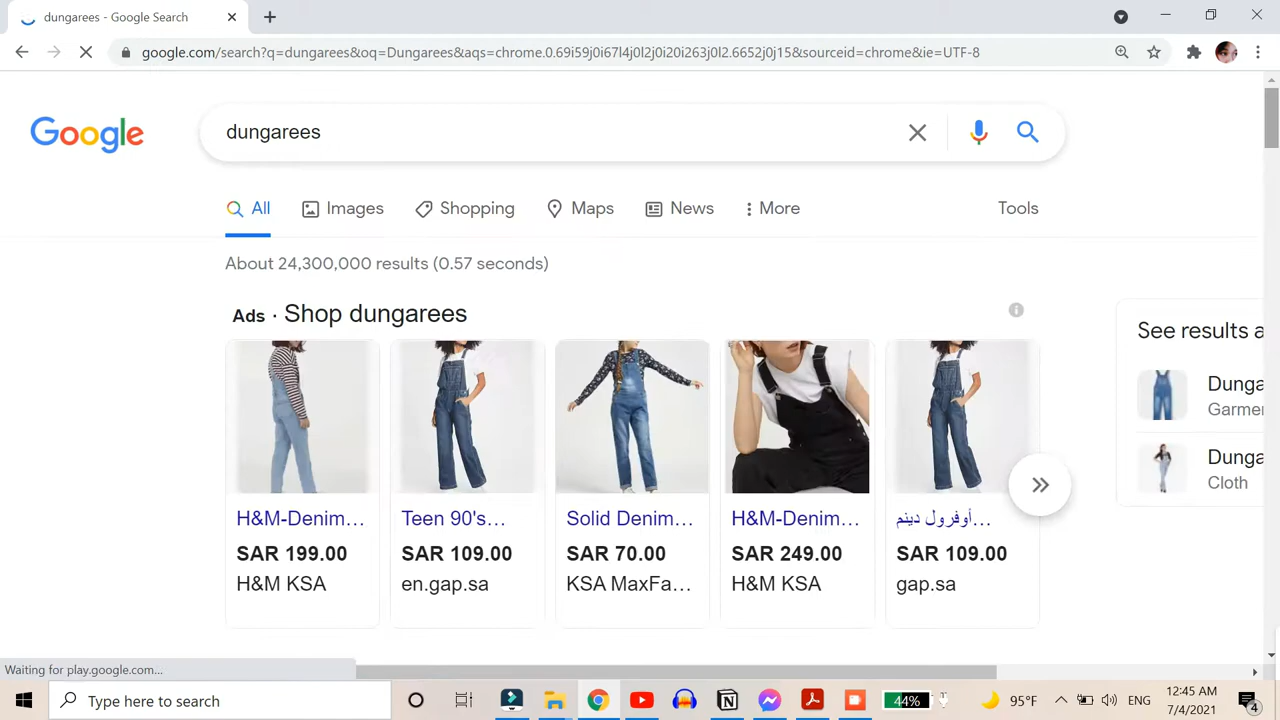 dungarees - Google Search
google.com/search?q=dungarees&oq=Dungarees&aqs=chrome.0.69i59j0i67l4j0l2j0i20i263j0l2.6652j0j15&sourceid=chrome&ie=UTF-8
Google
dungarees
All Images Shopping Maps News More Tools
About 24,300,000 results (0.57 seconds)
Ads · Shop dungarees
See results a
Dunga
Garmer
Dunga
Cloth
H&M-Denim...
SAR 199.00
H&M KSA
Teen 90's...
SAR 109.00
en.gap.sa
Solid Denim...
SAR 70.00
KSA MaxFa...
H&M-Denim...
SAR 249.00
H&M KSA
أوفرول دينم...
SAR 109.00
gap.sa
Waiting for play.google.com...
Type here to search
44%
95°F
ENG
12:45 AM
7/4/2021
4